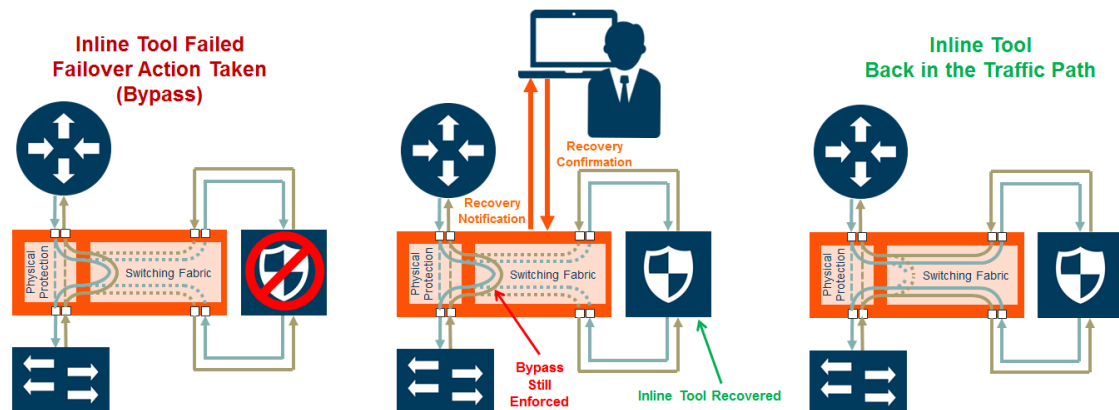 Inline Tool Failed
Failover Action Taken
(Bypass)
Physical
Protection
Switching Fabric
Recovery
Confirmation
Recovery
Notification
Physical
Protection
Switching Fabric
Bypass
Still
Enforced
Inline Tool Recovered
Inline Tool
Back in the Traffic Path
Physical
Protection
Switching Fabric